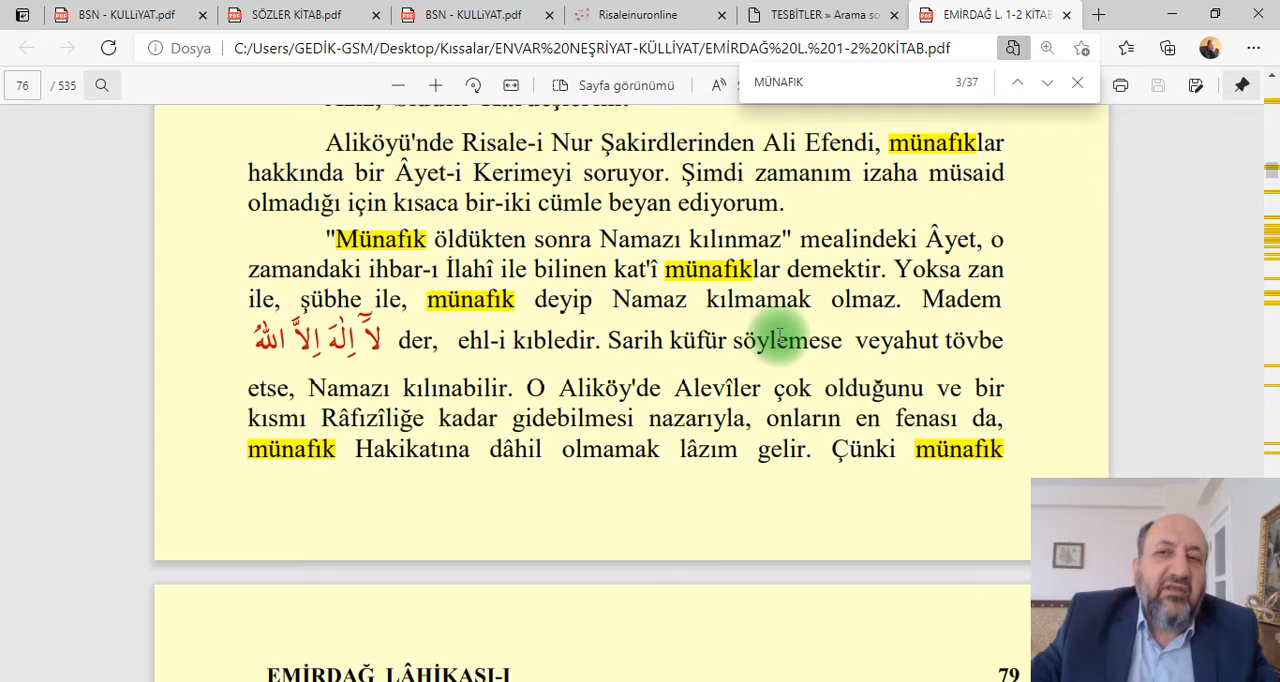 BSN - KULLiYAT.pdf
SÖZLER KİTAB.pdf
BSN - KULLiYAT.pdf
Risaleinuronline
TESBİTLER » Arama so
EMİRDAĞ L. 1-2 KİTAB
Dosya
C:/Users/GEDİK-GSM/Desktop/Kıssalar/ENVAR%20NEŞRİYAT-KÜLLİYAT/EMİRDAĞ%20L.%201-2%20KİTAB.pdf
76 / 535
Sayfa görünümü
MÜNAFIK 3/37
Aliköyü'nde Risale-i Nur Şakirdlerinden Ali Efendi, münafıklar
hakkında bir Âyet-i Kerimeyi soruyor. Şimdi zamanım izaha müsaid
olmadığı için kısaca bir-iki cümle beyan ediyorum.
"Münafık öldükten sonra Namazı kılınmaz" mealindeki Âyet, o
zamandaki ihbar-ı İlahî ile bilinen kat'î münafıklar demektir. Yoksa zan
ile, şübhe ile, münafık deyip Namaz kılmamak olmaz. Madem
لَآ اِلٰهَ اِلاَّ اللّٰهُ der, ehl-i kıbledir. Sarih küfür söylemese veyahut tövbe
etse, Namazı kılınabilir. O Aliköy'de Alevîler çok olduğunu ve bir
kısmı Râfızîliğe kadar gidebilmesi nazarıyla, onların en fenası da,
münafık Hakikatına dâhil olmamak lâzım gelir. Çünki münafık
EMİRDAĞ LÂHİKASI-I 79